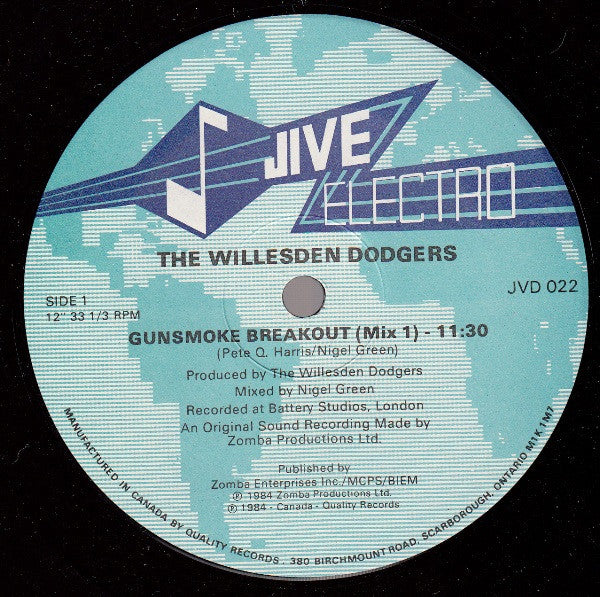 JIVE
ELECTRO
THE WILLESDEN DODGERS
SIDE 1
12" 33 1/3 RPM
JVD 022
GUNSMOKE BREAKOUT (Mix 1) - 11:30
(Pete Q. Harris/Nigel Green)
Produced by The Willesden Dodgers
Mixed by Nigel Green
Recorded at Battery Studios, London
An Original Sound Recording Made by
Zomba Productions Ltd.
Published by
Zomba Enterprises Inc./MCPS/BIEM
℗ 1984 Zomba Productions Ltd.
℗ 1984 - Canada - Quality Records
MANUFACTURED IN CANADA BY QUALITY RECORDS . 380 BIRCHMOUNT ROAD, SCARBOROUGH, ONTARIO M1K 1M7